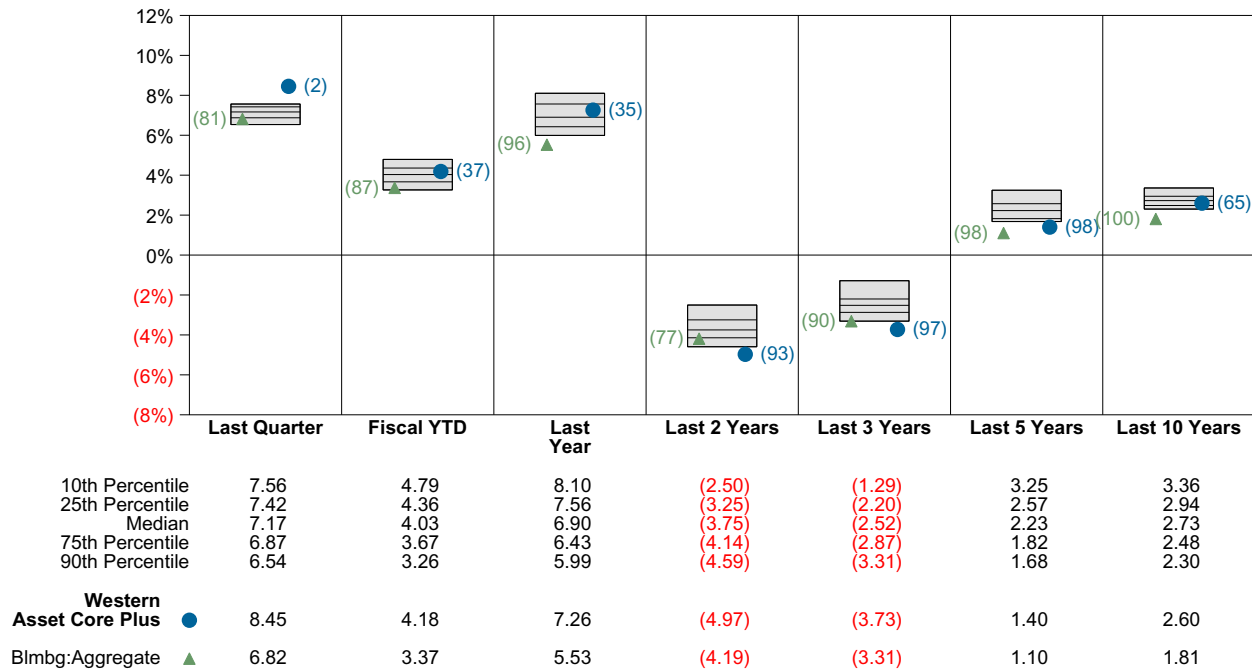 12%
10%
8%
6%
4%
2%
0%
(2%)
(4%)
(6%)
(8%)
(81) (2)
(87) (37)
(96) (35)
(77) (93)
(90) (97)
(98) (98)
(100) (65)
Last Quarter Fiscal YTD Last Year Last 2 Years Last 3 Years Last 5 Years Last 10 Years
10th Percentile 7.56 4.79 8.10 (2.50) (1.29) 3.25 3.36
25th Percentile 7.42 4.36 7.56 (3.25) (2.20) 2.57 2.94
Median 7.17 4.03 6.90 (3.75) (2.52) 2.23 2.73
75th Percentile 6.87 3.67 6.43 (4.14) (2.87) 1.82 2.48
90th Percentile 6.54 3.26 5.99 (4.59) (3.31) 1.68 2.30
Western
Asset Core Plus 8.45 4.18 7.26 (4.97) (3.73) 1.40 2.60
Blmbg:Aggregate 6.82 3.37 5.53 (4.19) (3.31) 1.10 1.81